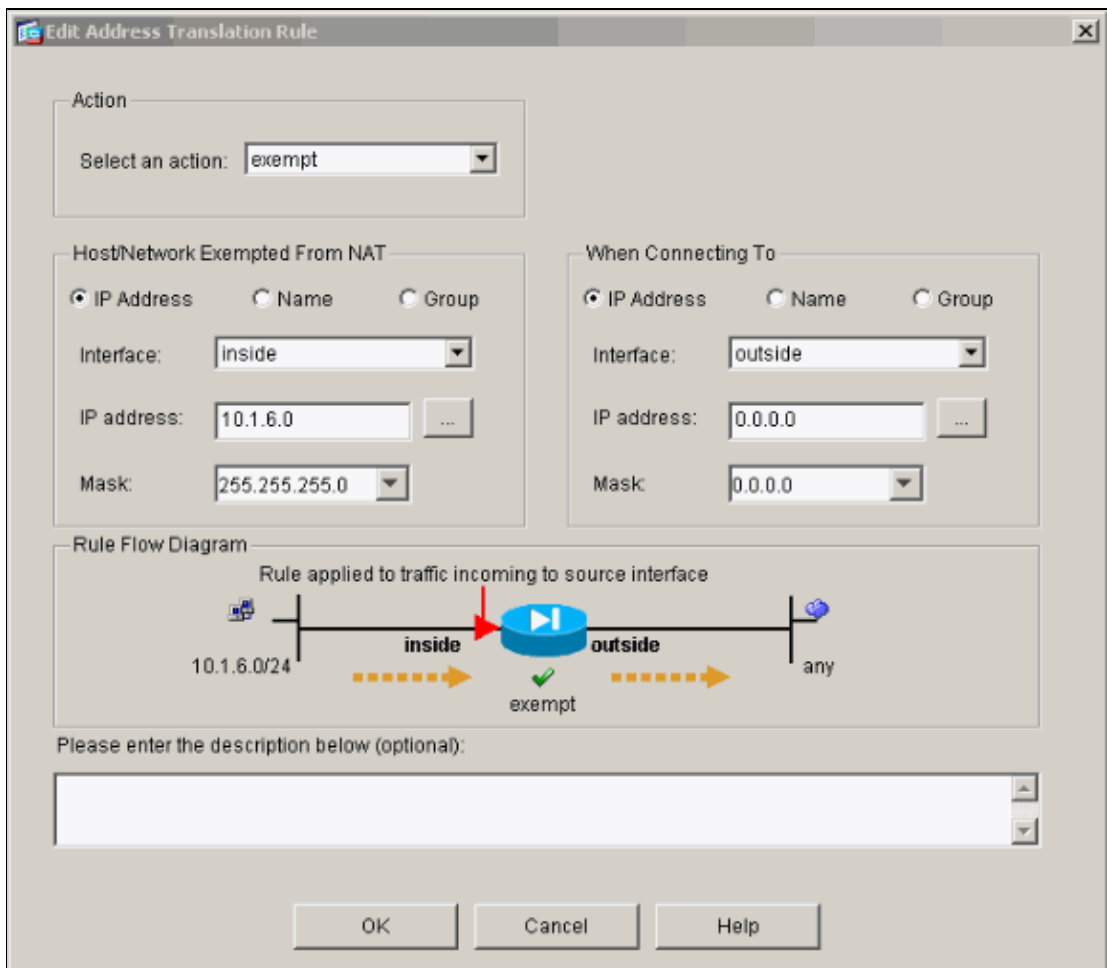 Edit Address Translation Rule
Action
Select an action: exempt
Host/Network Exempted From NAT
IP Address Name Group
Interface: inside
IP address: 10.1.6.0 ...
Mask: 255.255.255.0
When Connecting To
IP Address Name Group
Interface: outside
IP address: 0.0.0.0 ...
Mask: 0.0.0.0
Rule Flow Diagram
Rule applied to traffic incoming to source interface
inside outside
10.1.6.0/24 any
exempt
Please enter the description below (optional):
OK Cancel Help